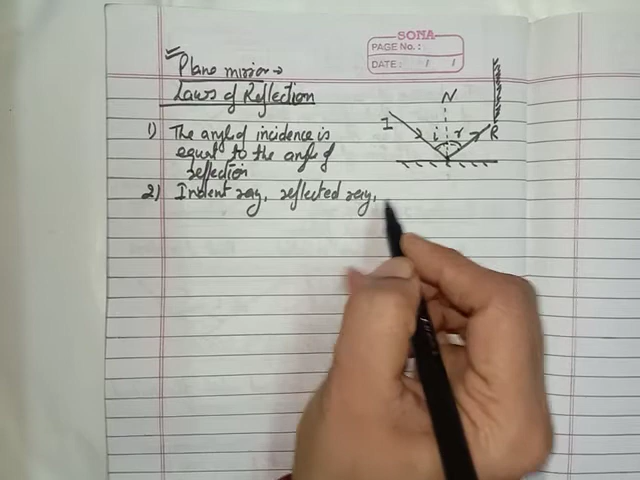 SONA
PAGE No.:
DATE: / /
Plane mirror →
Laws of Reflection
N
I
i r
R
1) The angle of incidence is
equal to the angle of
reflection
2) Indent ray, reflected ray,